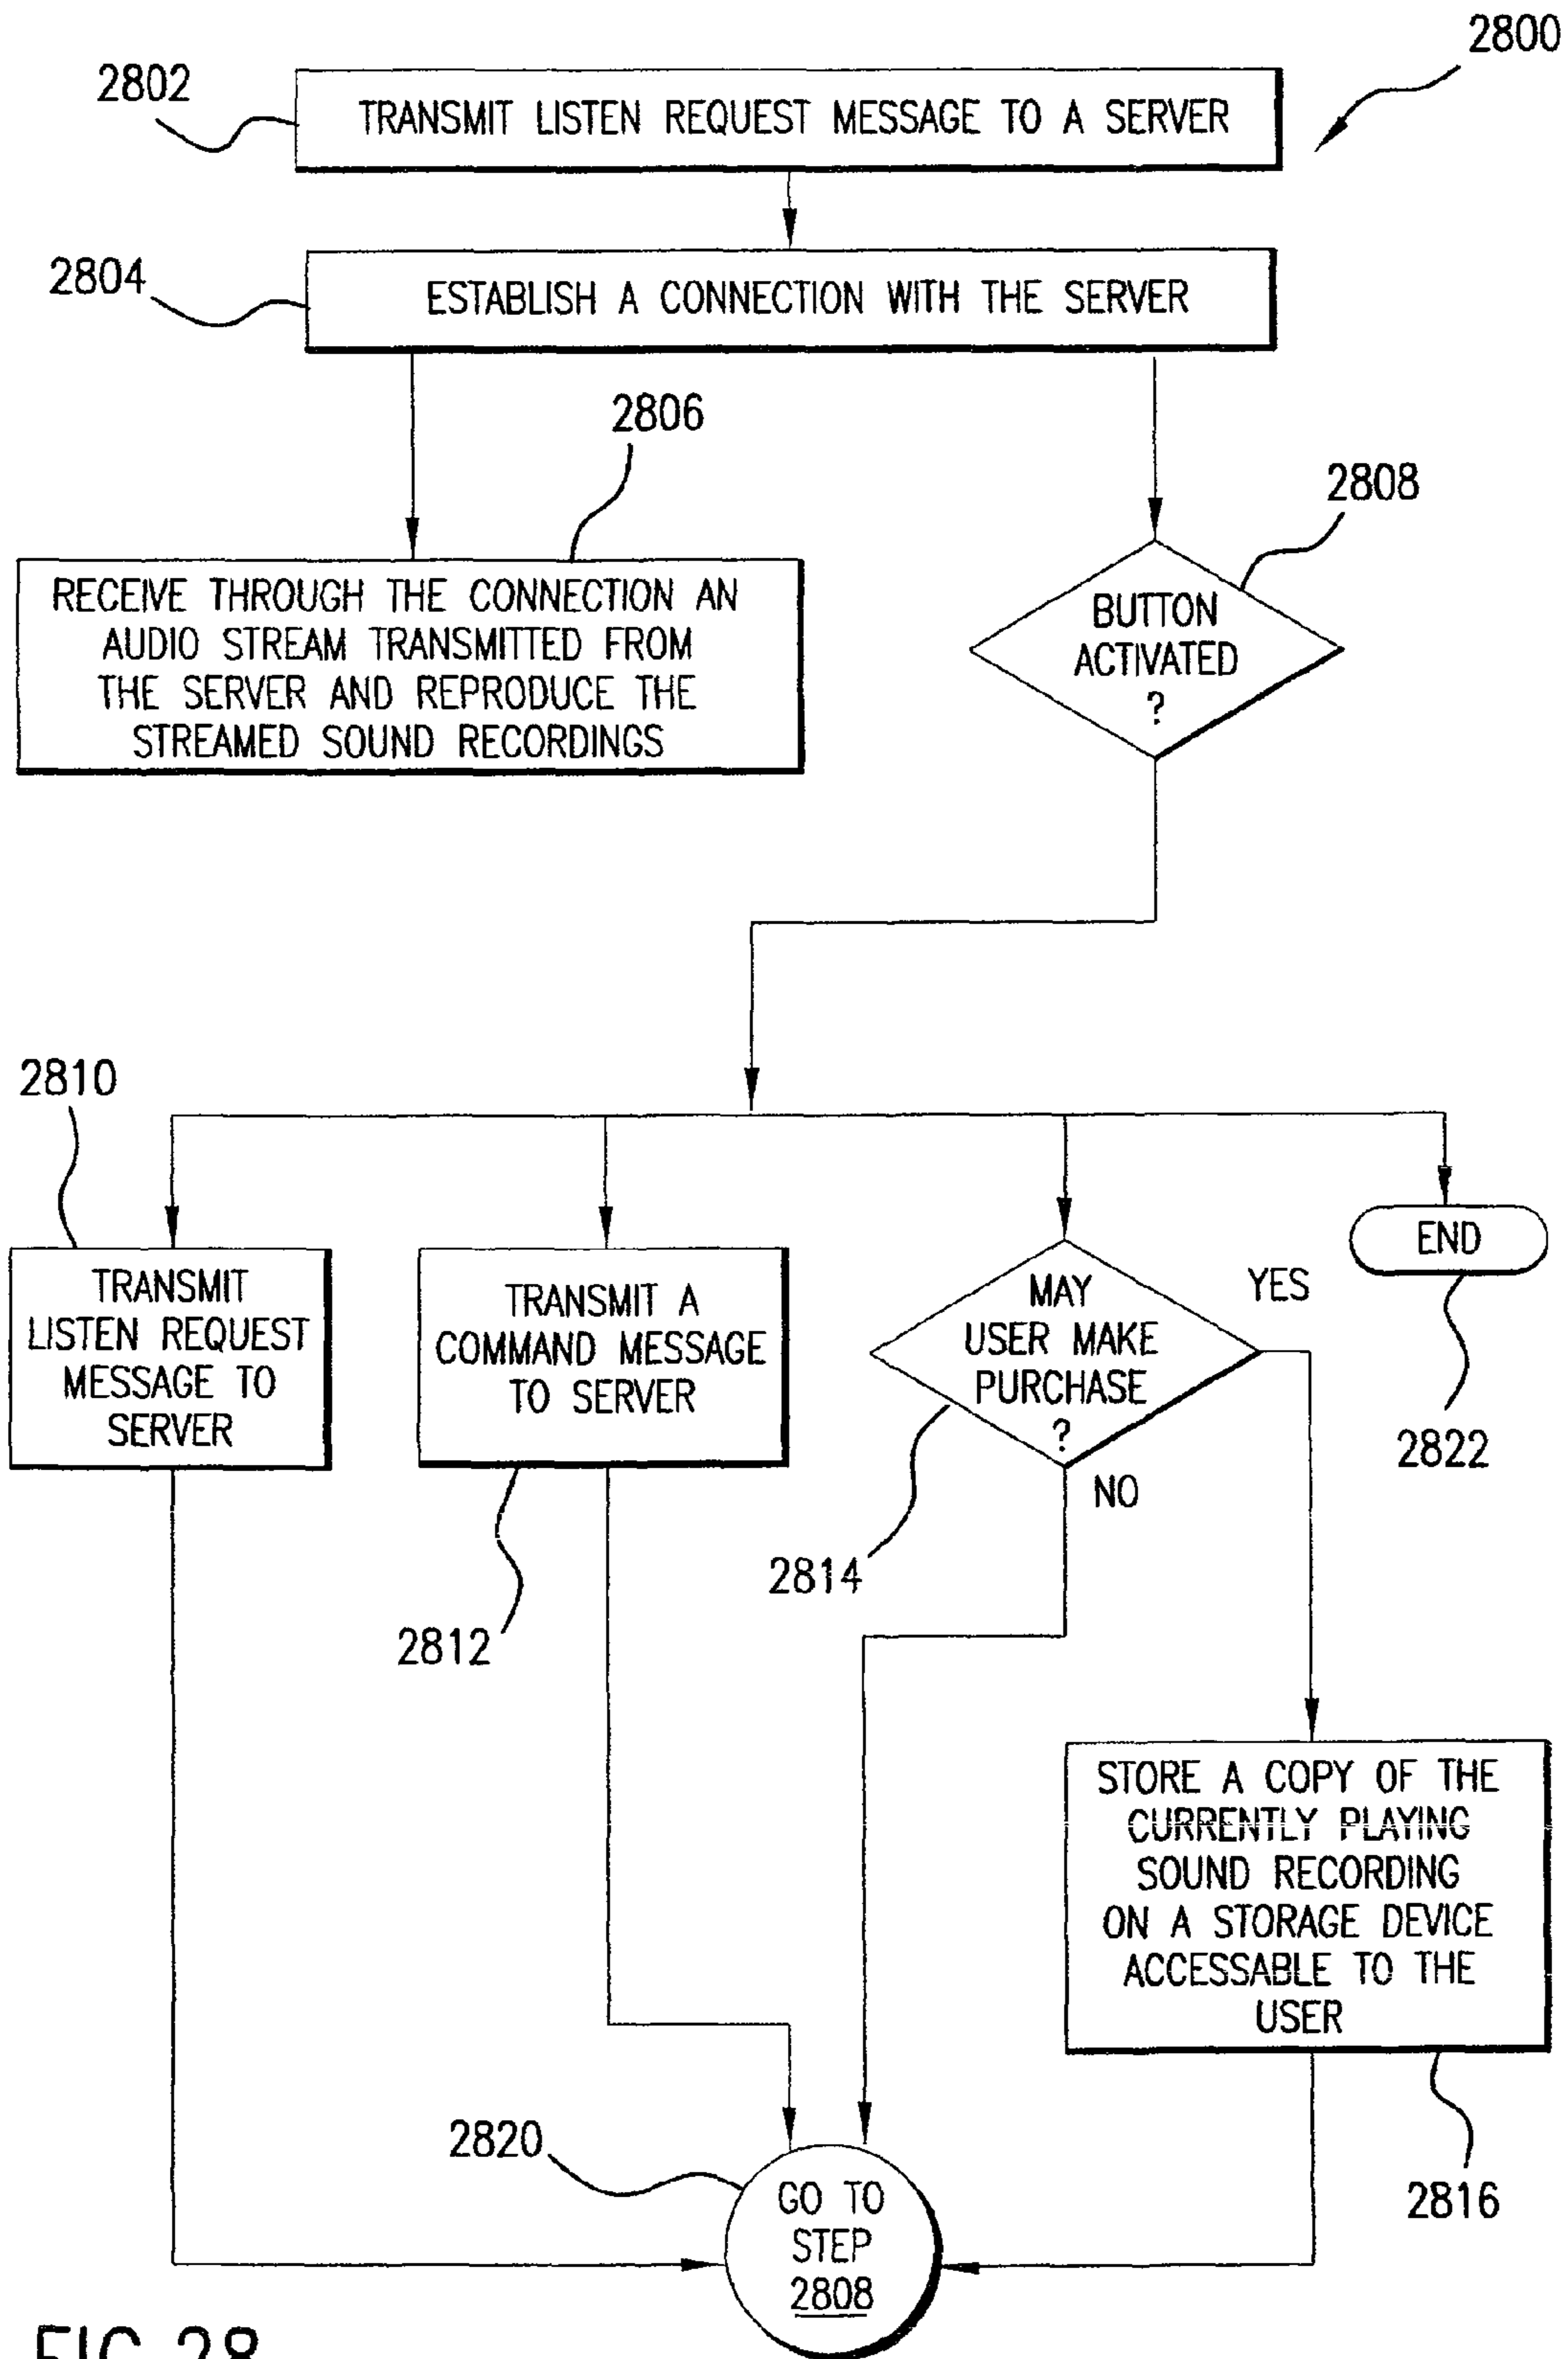 2800
2802
TRANSMIT LISTEN REQUEST MESSAGE TO A SERVER
2804
ESTABLISH A CONNECTION WITH THE SERVER
2806
2808
RECEIVE THROUGH THE CONNECTION AN
AUDIO STREAM TRANSMITTED FROM
THE SERVER AND REPRODUCE THE
STREAMED SOUND RECORDINGS
BUTTON
ACTIVATED
?
2810
TRANSMIT
LISTEN REQUEST
MESSAGE TO
SERVER
TRANSMIT A
COMMAND MESSAGE
TO SERVER
2812
MAY
USER MAKE
PURCHASE
?
YES
NO
2814
END
2822
STORE A COPY OF THE
CURRENTLY PLAYING
SOUND RECORDING
ON A STORAGE DEVICE
ACCESSABLE TO THE
USER
2816
2820
GO TO
STEP
2808
FIG.28